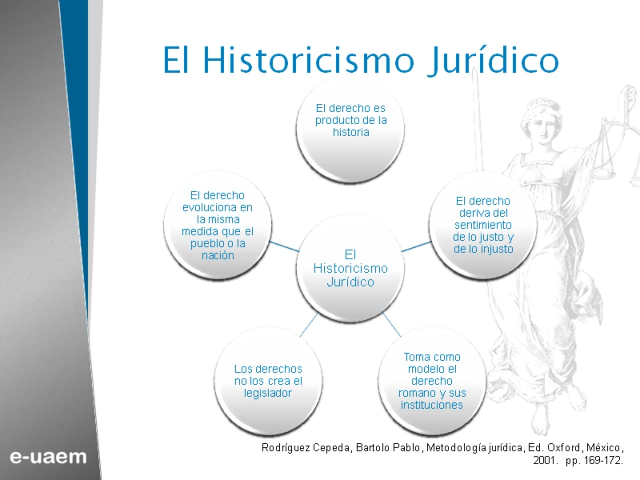 El Historicismo Jurídico
El derecho es
producto de la
historia
El derecho
evoluciona en
la misma
medida que el
pueblo o la
nación
El derecho
deriva del
sentimiento
de lo justo y
de lo injusto
El
Historicismo
Jurídico
Los derechos
no los crea el
legislador
Toma como
modelo el
derecho
romano y sus
instituciones
Rodríguez Cepeda, Bartolo Pablo, Metodología jurídica, Ed. Oxford, México,
2001. pp. 169-172.
e-uaem